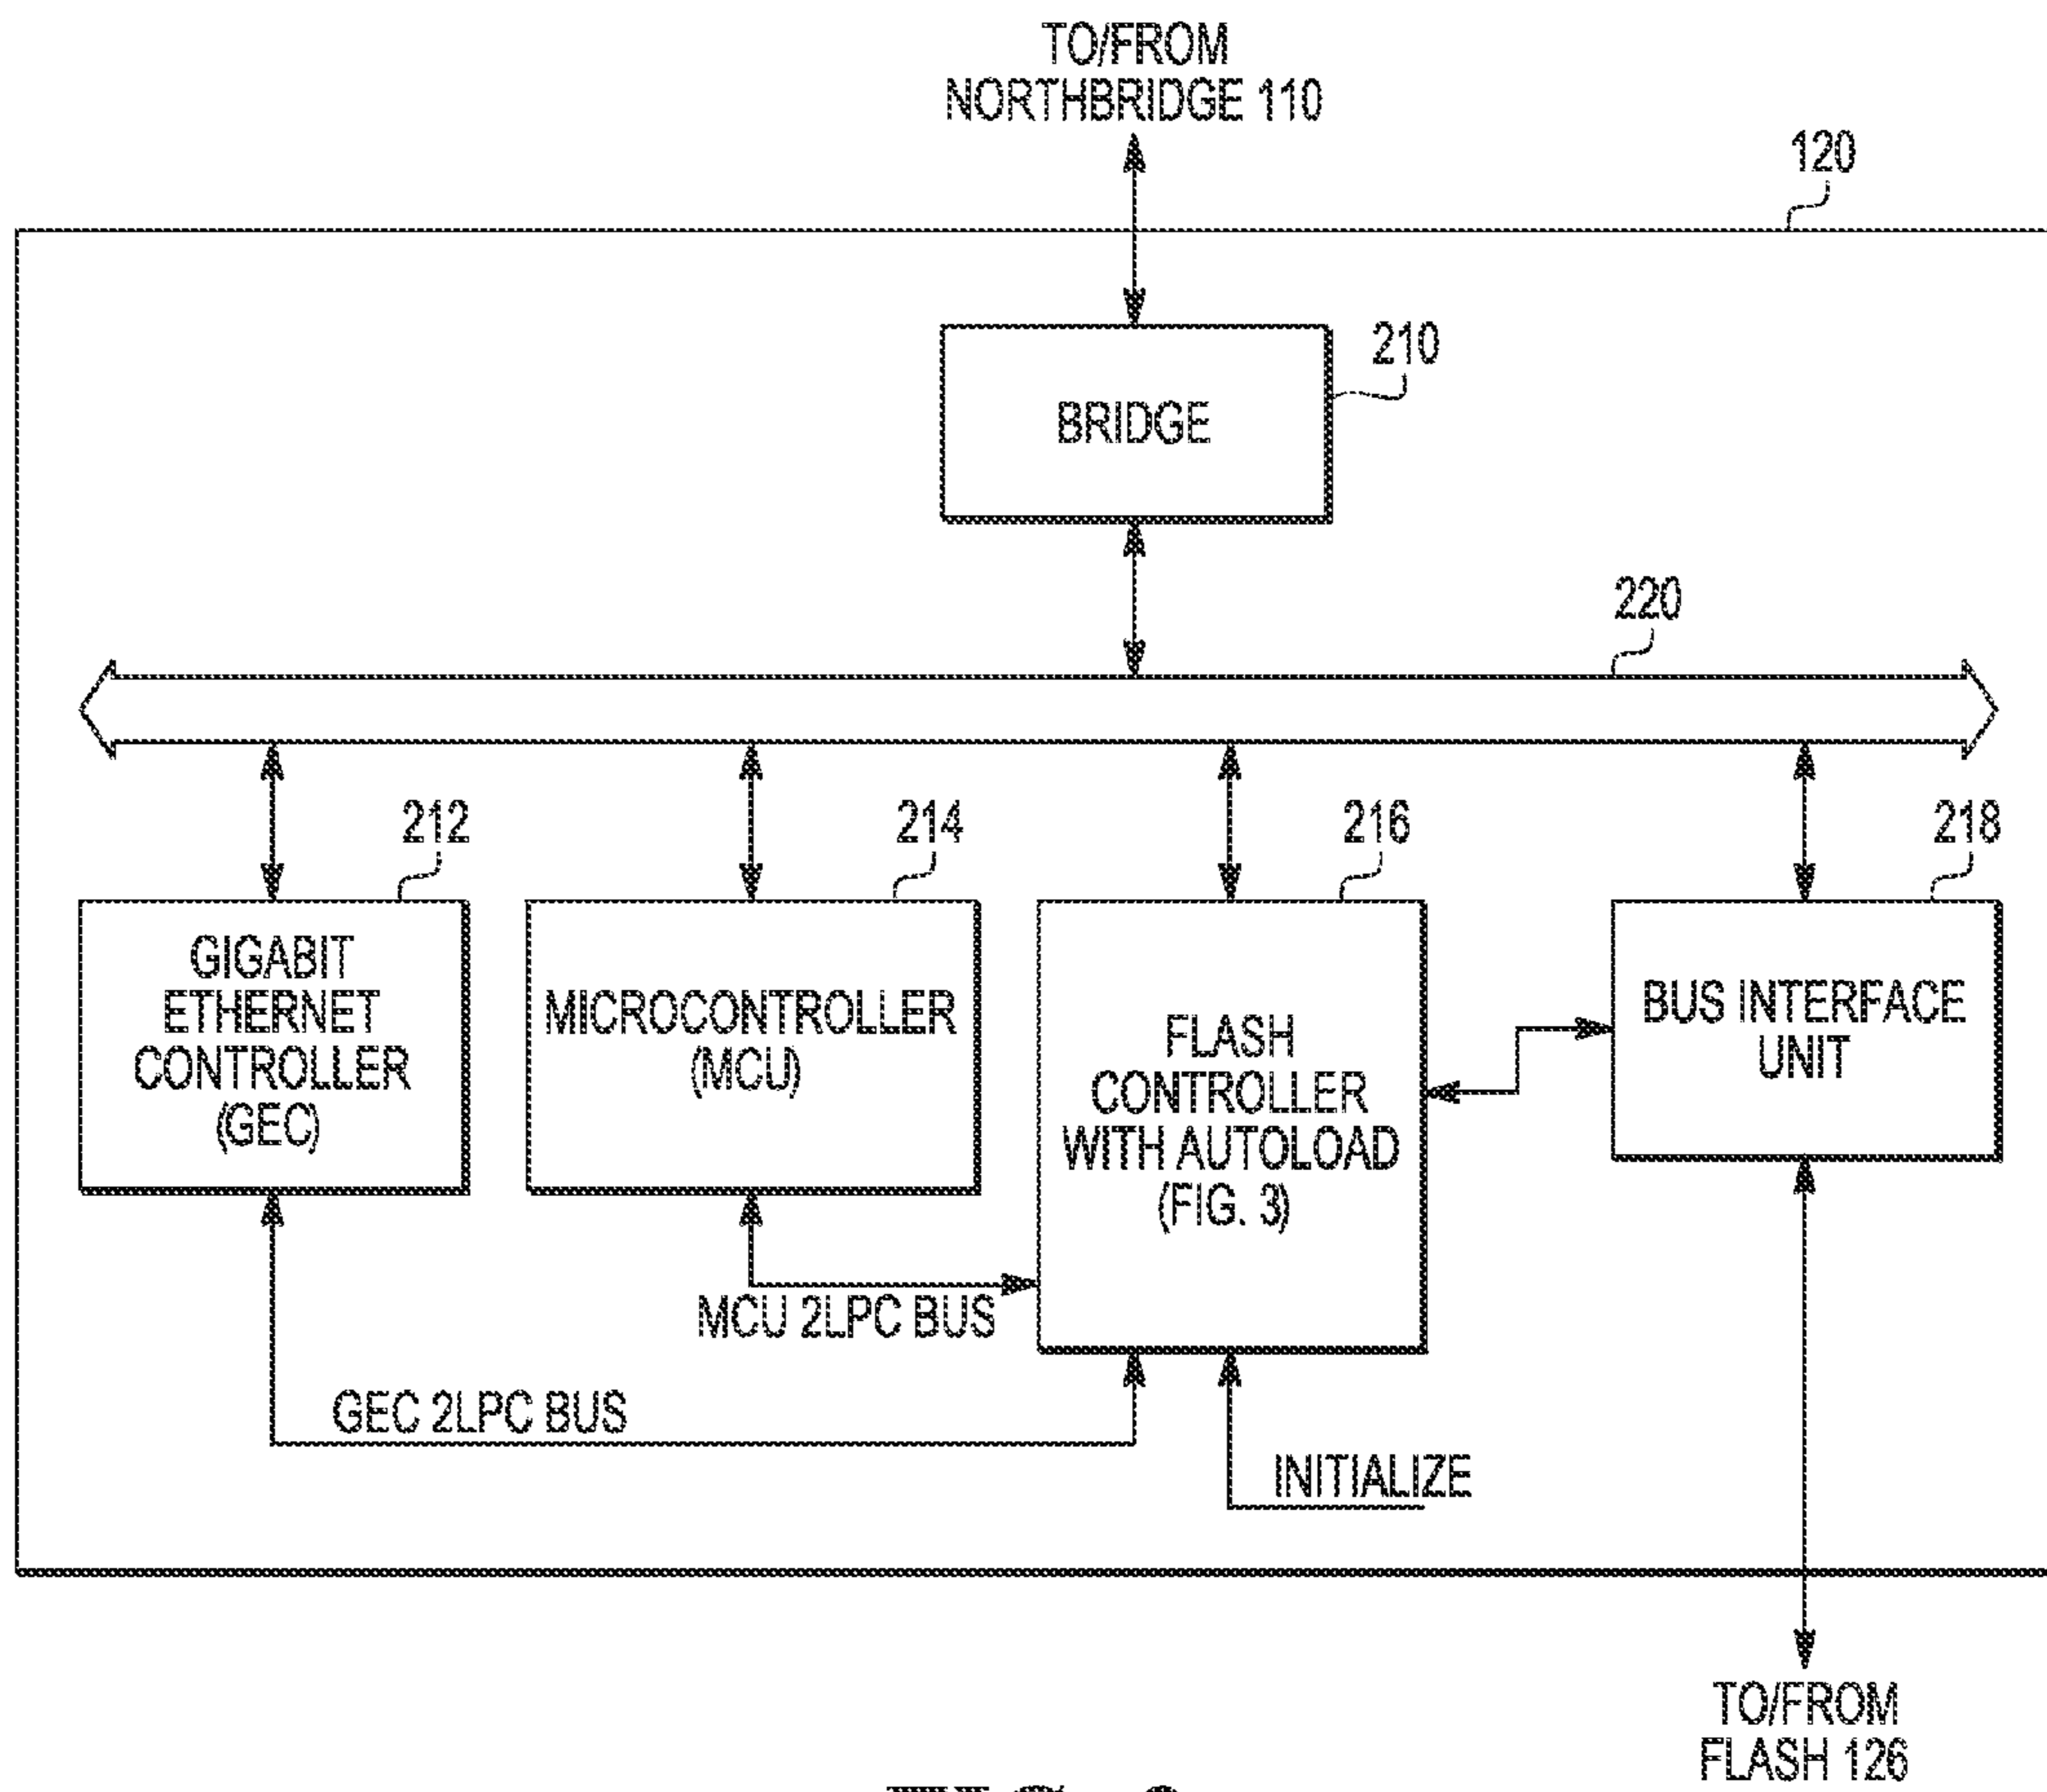 TO/FROM
NORTHBRIDGE 110
120
210
BRIDGE
220
212
214
216
218
GIGABIT
ETHERNET
CONTROLLER
(GEC)
MICROCONTROLLER
(MCU)
FLASH
CONTROLLER
WITH AUTOLOAD
(FIG. 3)
BUS INTERFACE
UNIT
MCU 2LPC BUS
GEC 2LPC BUS
INITIALIZE
TO/FROM
FLASH 126